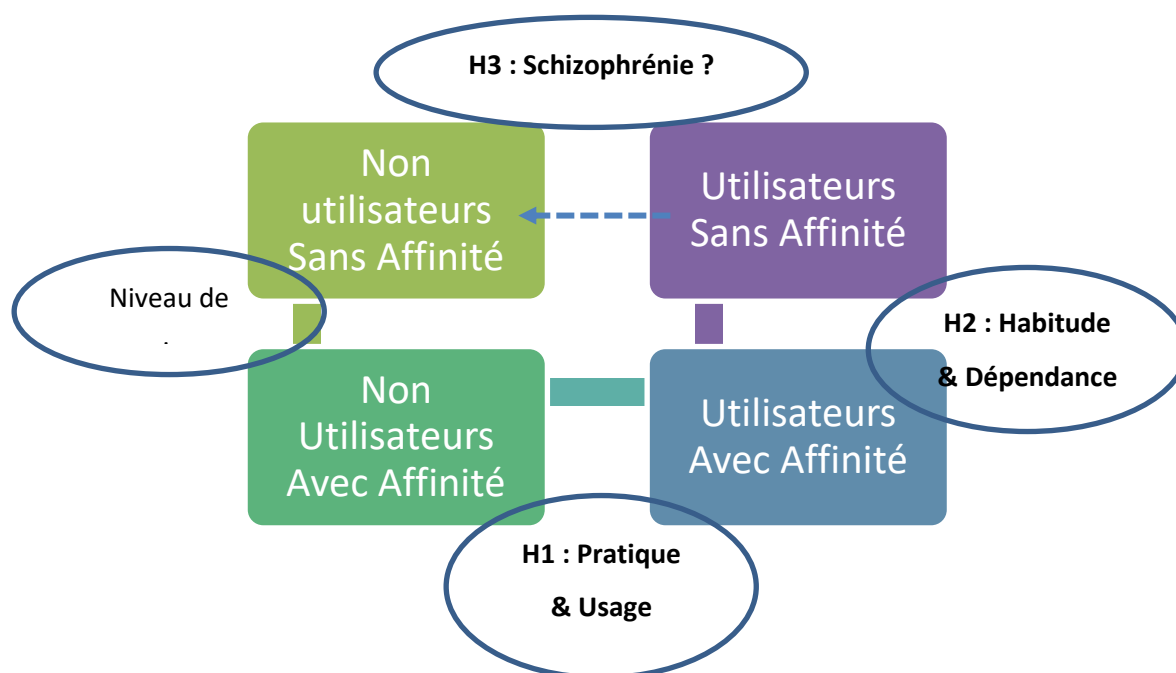 H3 : Schizophrénie ?
Non
utilisateurs
Sans Affinité
Utilisateurs
Sans Affinité
Niveau de
H2 : Habitude
& Dépendance
Non
Utilisateurs
Avec Affinité
Utilisateurs
Avec Affinité
H1 : Pratique
& Usage